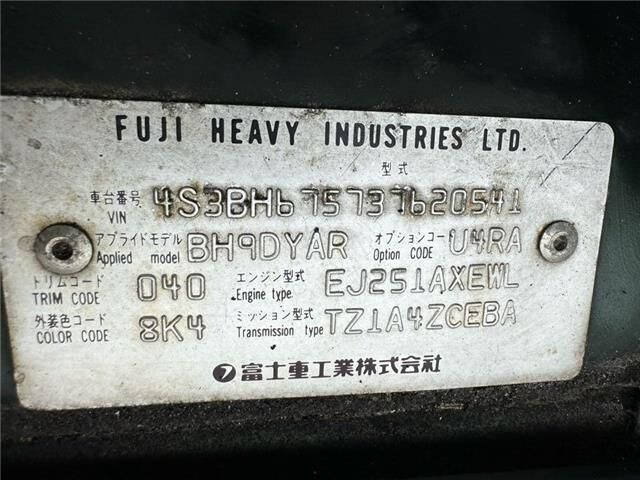 FUJI HEAVY INDUSTRIES LTD.
型式
車台番号 VIN 4S3BH675737620541
アプライドモデル Applied model BH9DYAR オプションコード Option CODE U4RA
トリムコード TRIM CODE 040 エンジン型式 Engine type EJ251AXEWL
外装色コード COLOR CODE 8K4 ミッション型式 Transmission type TZ1A4ZCEBA
富士重工業株式会社